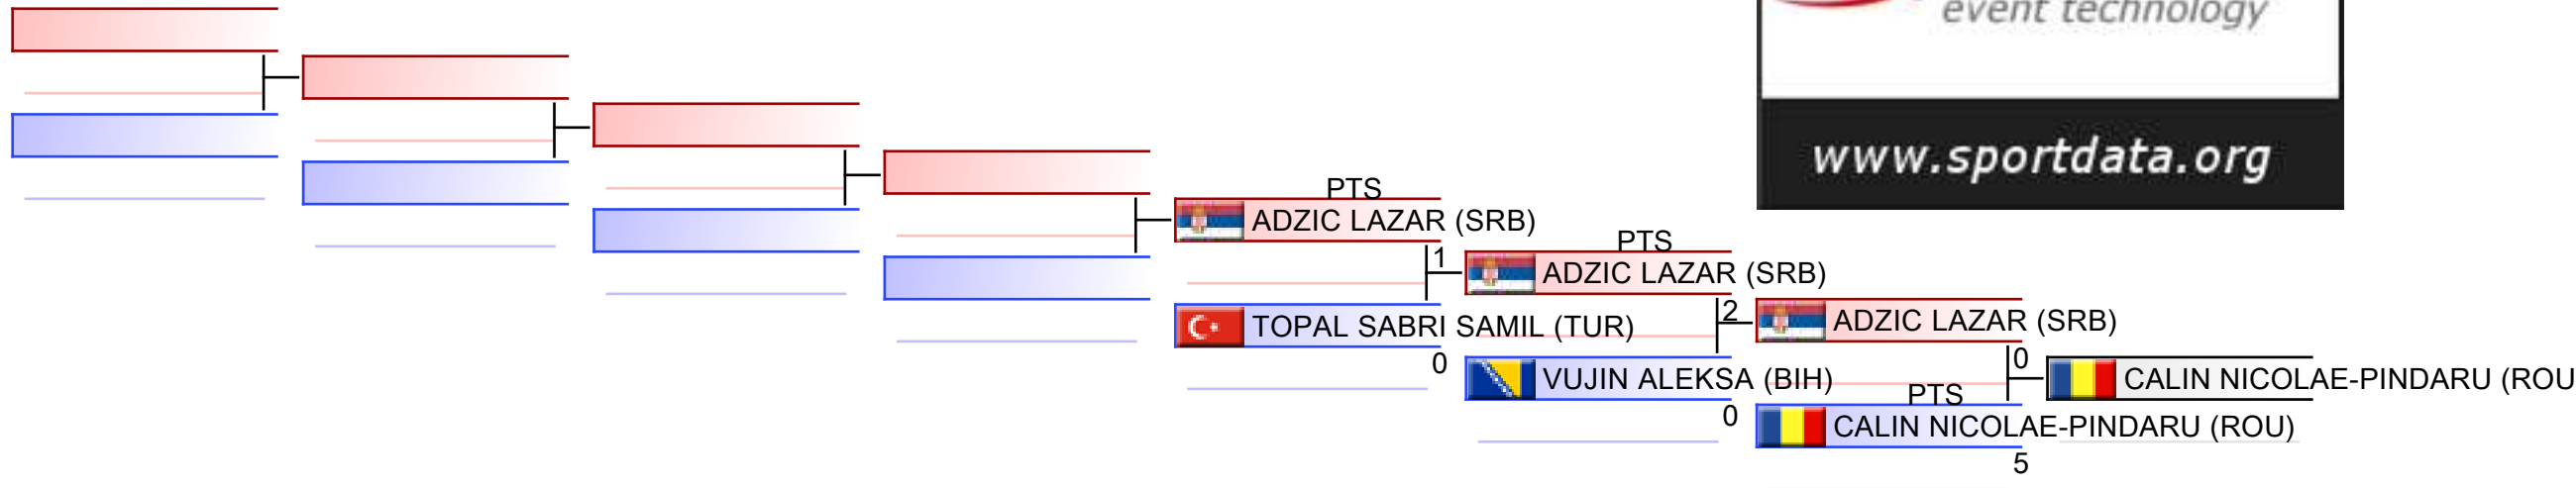 event technology
www.sportdata.org
PTS
ADZIC LAZAR (SRB)
1
TOPAL SABRI SAMIL (TUR)
0
PTS
ADZIC LAZAR (SRB)
2
VUJIN ALEKSA (BIH)
0
ADZIC LAZAR (SRB)
0
PTS
CALIN NICOLAE-PINDARU (ROU)
5
CALIN NICOLAE-PINDARU (ROU